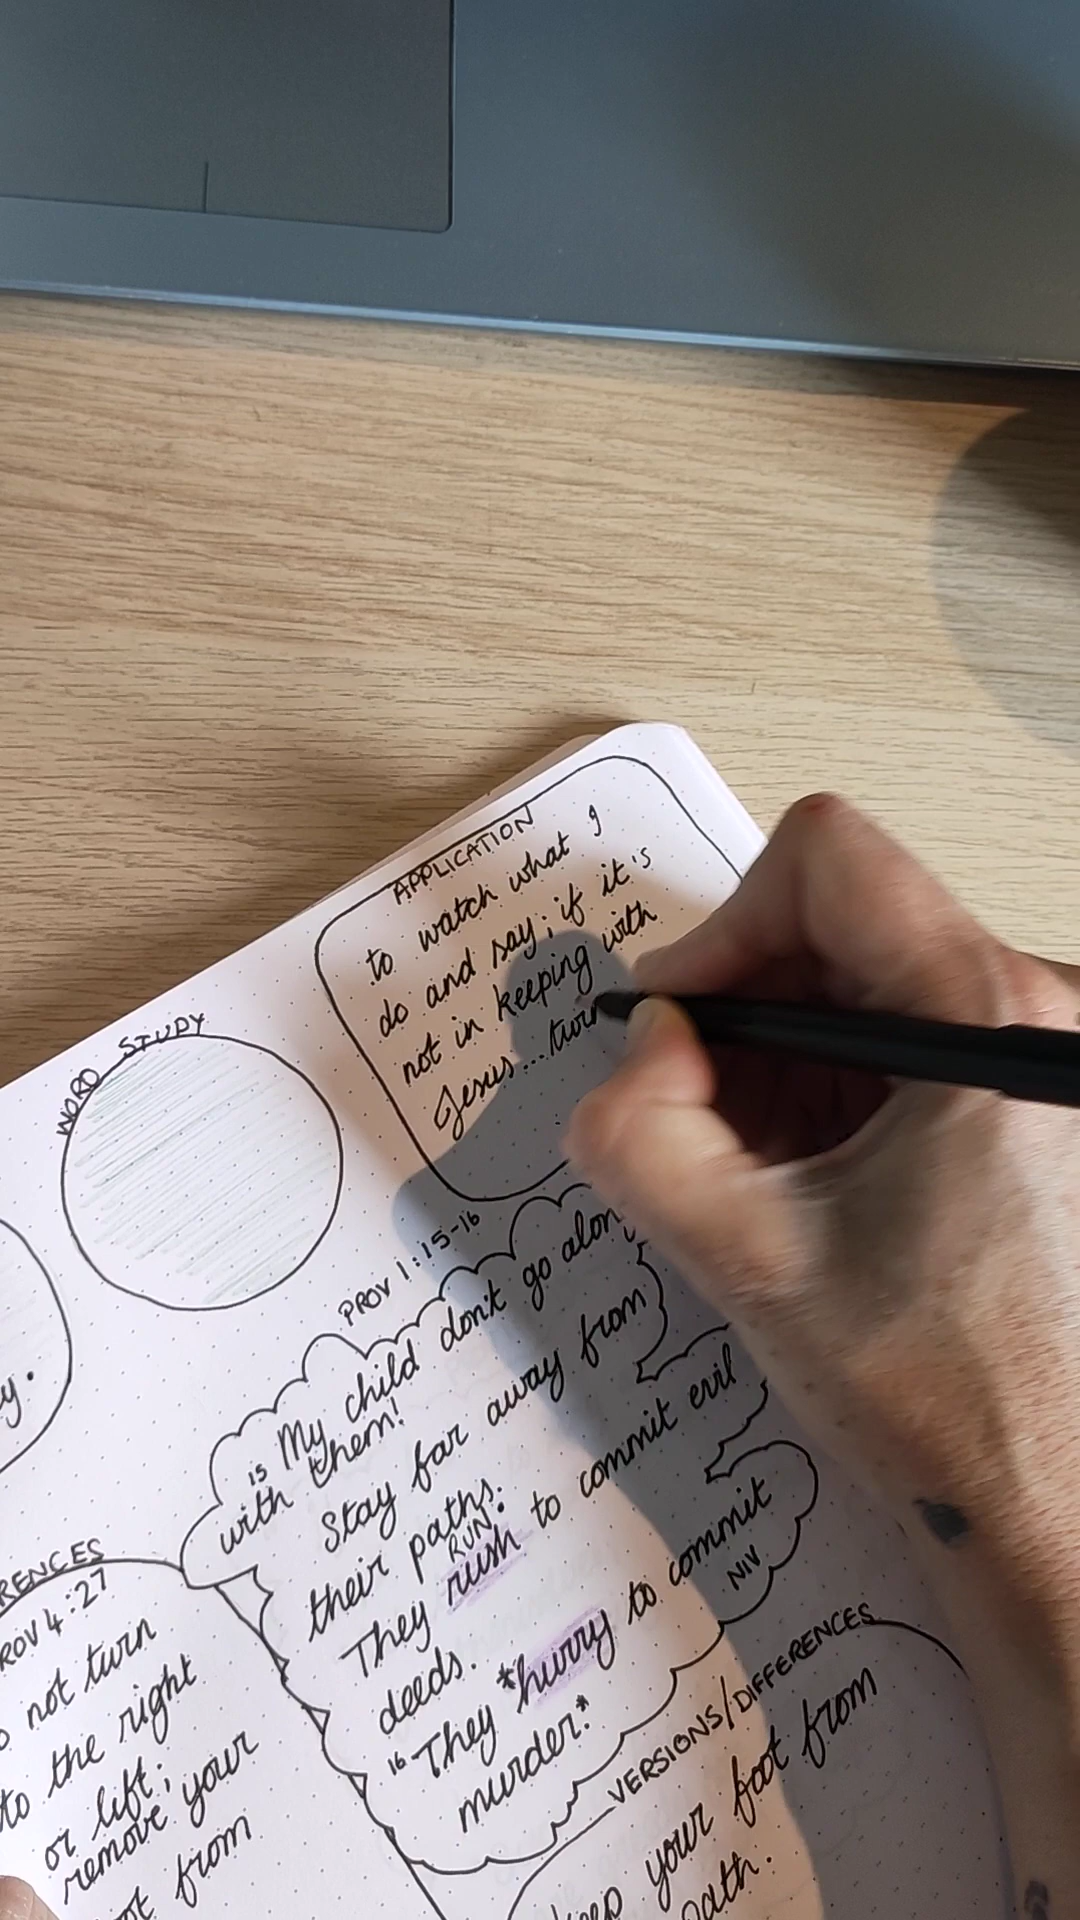 APPLICATION
to watch what I
do and say; if it's
not in keeping with
Jesus... turn
WORD STUDY
PROV 1:15-16
15 My child don't go along
with them!
Stay far away from
their paths.
RUN.
They rush to commit evil
deeds.
16 They *hurry to commit
murder.*
NIV
PROV 4:27
not turn
to the right
or left;
remove your
from
VERSIONS/DIFFERENCES
your foot from
path.